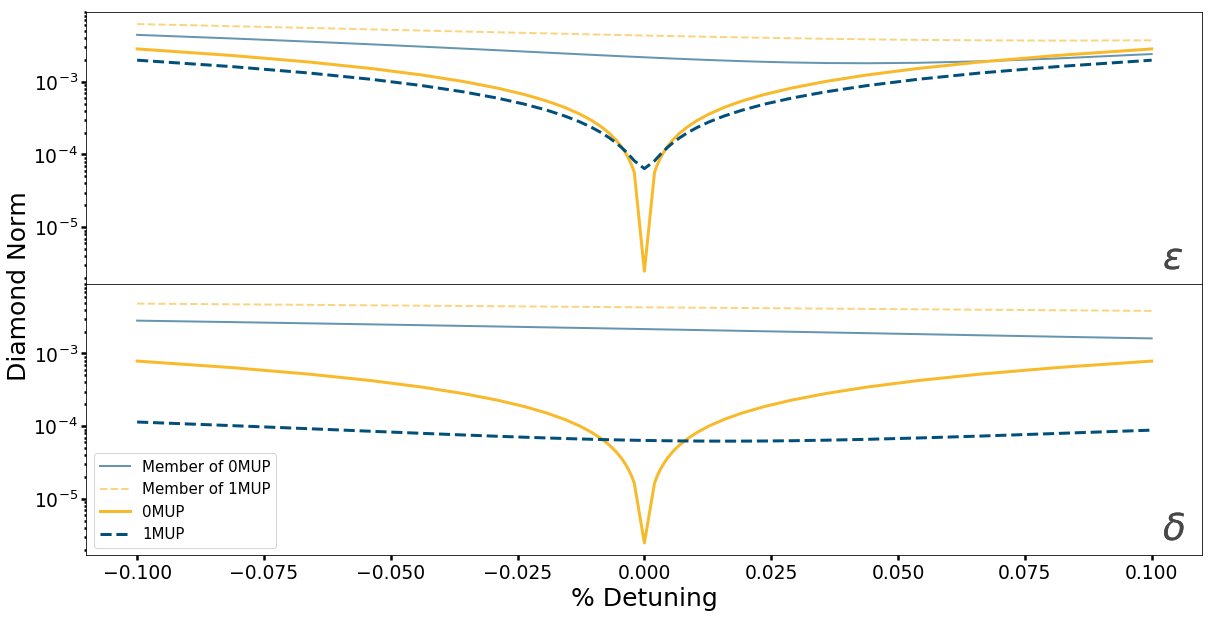 Diamond Norm
10⁻³
10⁻⁴
10⁻⁵
ε
10⁻³
10⁻⁴
10⁻⁵
Member of 0MUP
Member of 1MUP
0MUP
1MUP
δ
−0.100 −0.075 −0.050 −0.025 0.000 0.025 0.050 0.075 0.100
% Detuning